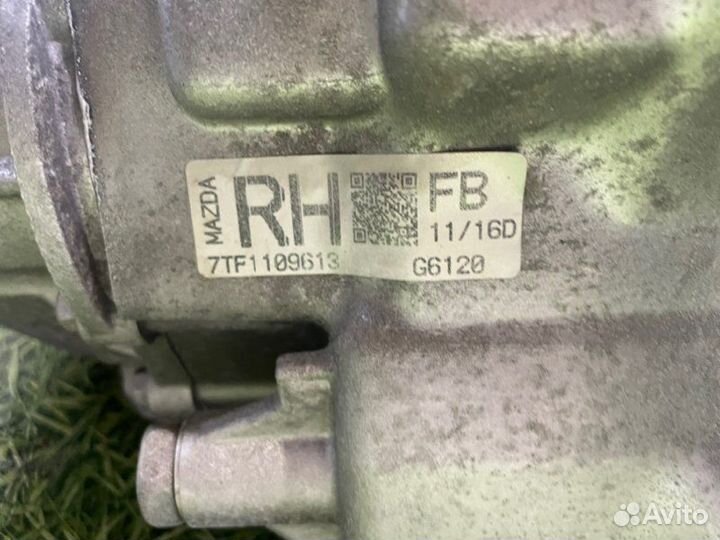 MAZDA
RH
FB
11/16D
7TF1109613
G6120
Avito